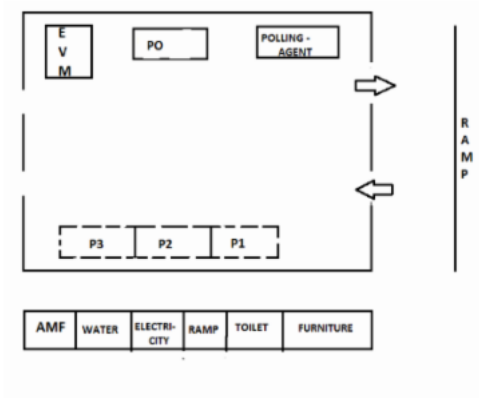 E
V
M
PO
POLLING -
AGENT
R
A
M
P
P3
P2
P1
AMF
WATER
ELECTRI-
CITY
RAMP
TOILET
FURNITURE